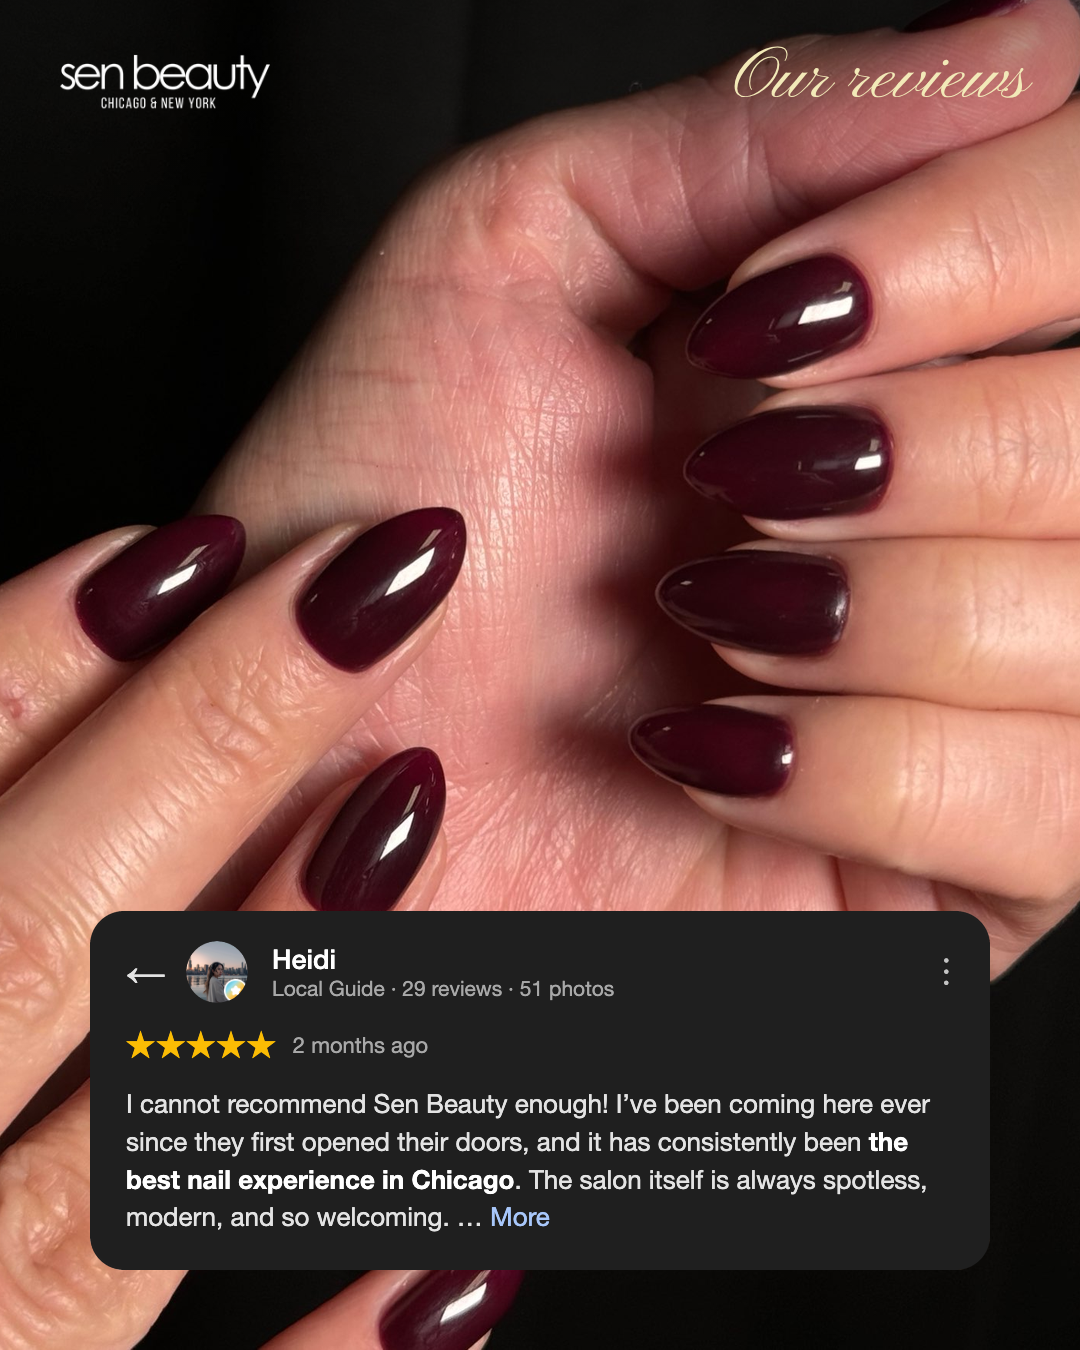 sen beauty
CHICAGO & NEW YORK
Our reviews
Heidi
Local Guide · 29 reviews · 51 photos
2 months ago
I cannot recommend Sen Beauty enough! I’ve been coming here ever
since they first opened their doors, and it has consistently been the
best nail experience in Chicago. The salon itself is always spotless,
modern, and so welcoming. … More